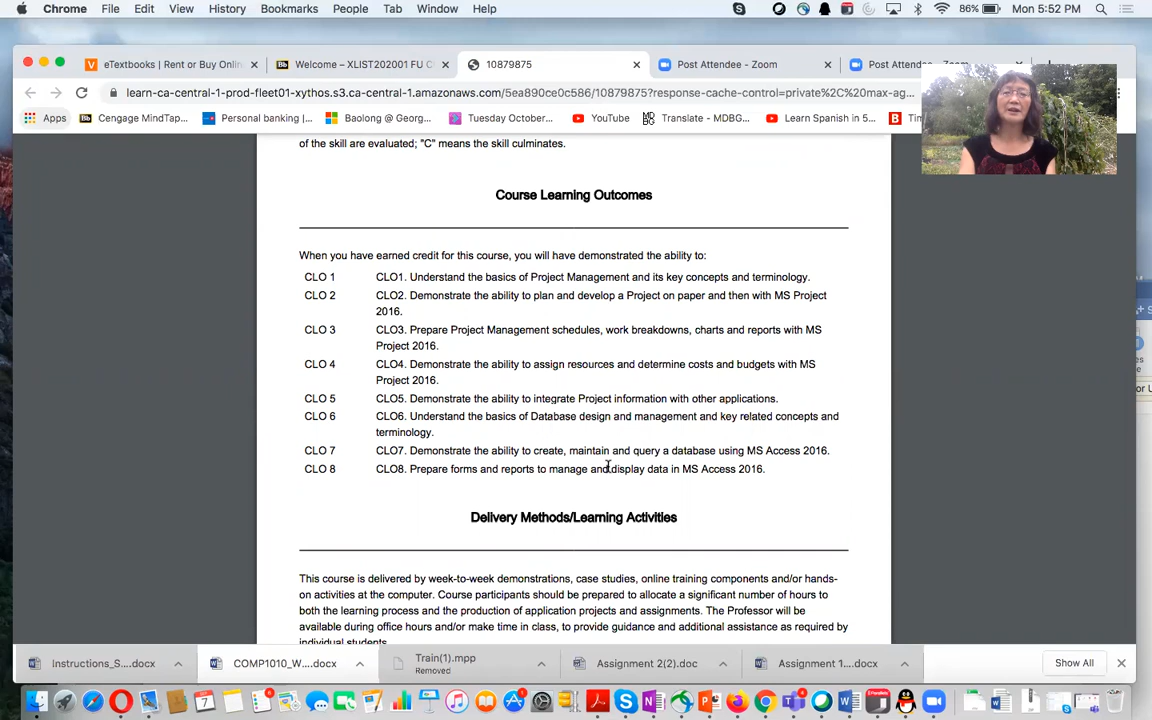 Chrome File Edit View History Bookmarks People Tab Window Help 86% Mon 5:52 PM
eTextbooks | Rent or Buy Onlin Welcome – XLIST202001 FU C 10879875 Post Attendee - Zoom Post Attendee - Zoom
learn-ca-central-1-prod-fleet01-xythos.s3.ca-central-1.amazonaws.com/5ea890ce0c586/10879875?response-cache-control=private%2C%20max-ag...
Apps Cengage MindTap... Personal banking |... Baolong @ Georg... Tuesday October... YouTube Translate - MDBG... Learn Spanish in 5...
of the skill are evaluated; "C" means the skill culminates.
Course Learning Outcomes
When you have earned credit for this course, you will have demonstrated the ability to:
CLO 1 CLO1. Understand the basics of Project Management and its key concepts and terminology.
CLO 2 CLO2. Demonstrate the ability to plan and develop a Project on paper and then with MS Project
2016.
CLO 3 CLO3. Prepare Project Management schedules, work breakdowns, charts and reports with MS
Project 2016.
CLO 4 CLO4. Demonstrate the ability to assign resources and determine costs and budgets with MS
Project 2016.
CLO 5 CLO5. Demonstrate the ability to integrate Project information with other applications.
CLO 6 CLO6. Understand the basics of Database design and management and key related concepts and
terminology.
CLO 7 CLO7. Demonstrate the ability to create, maintain and query a database using MS Access 2016.
CLO 8 CLO8. Prepare forms and reports to manage and display data in MS Access 2016.
Delivery Methods/Learning Activities
This course is delivered by week-to-week demonstrations, case studies, online training components and/or hands-
on activities at the computer. Course participants should be prepared to allocate a significant number of hours to
both the learning process and the production of application projects and assignments. The Professor will be
available during office hours and/or make time in class, to provide guidance and additional assistance as required by
individual students.
Instructions_S....docx COMP1010_W....docx Train(1).mpp Assignment 2(2).doc Assignment 1....docx Show All
Removed